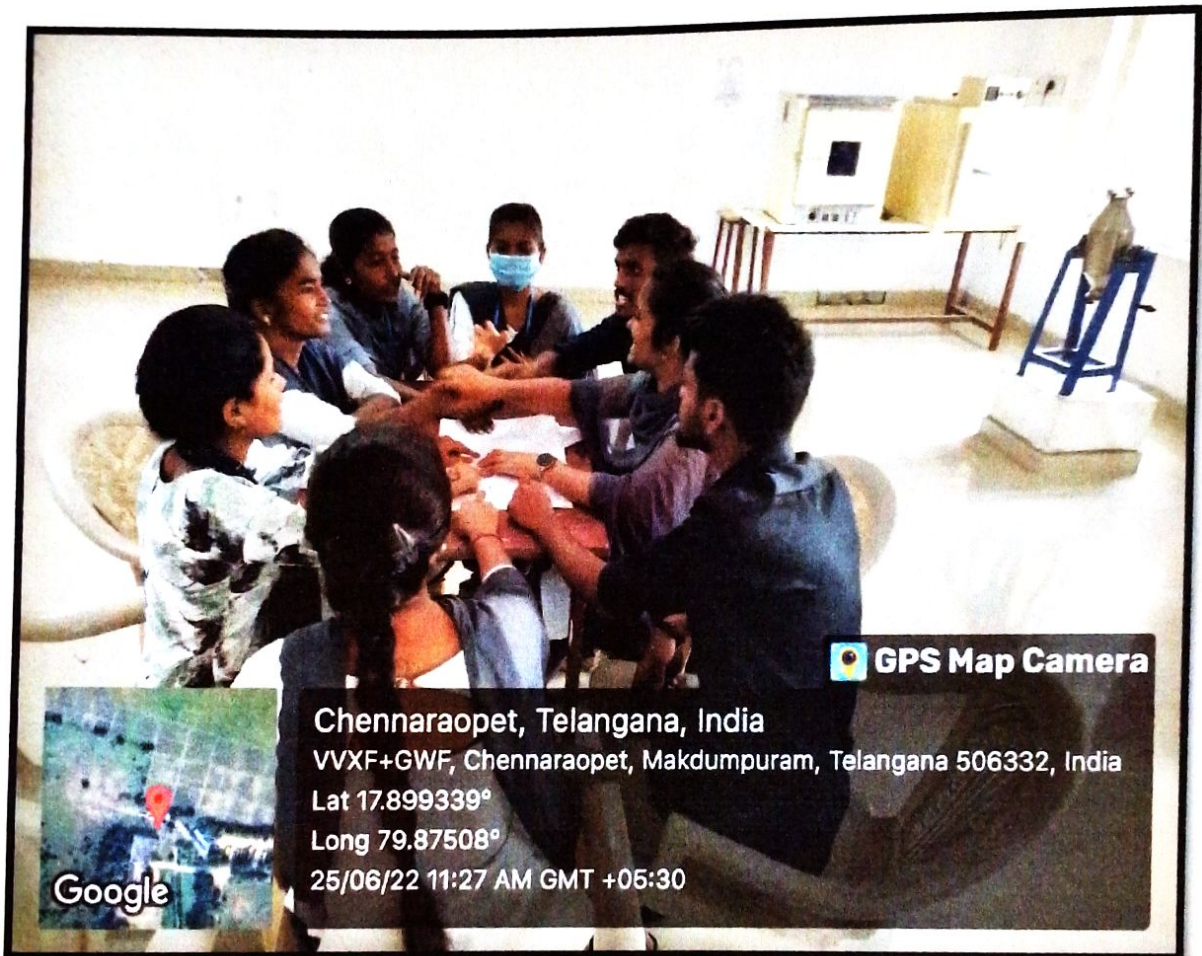 GPS Map Camera
Chennaraopet, Telangana, India
VVXF+GWF, Chennaraopet, Makdumpuram, Telangana 506332, India
Lat 17.899339°
Long 79.87508°
25/06/22 11:27 AM GMT +05:30
Google